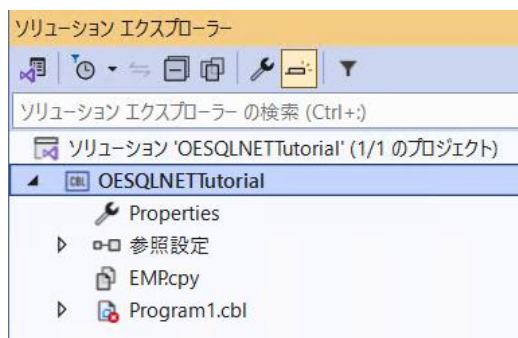 ソリューション エクスプローラー
ソリューション エクスプローラー の検索 (Ctrl+:)
ソリューション 'OESQLNETTutorial' (1/1 のプロジェクト)
CBL OESQLNETTutorial
Properties
参照設定
EMP.cpy
Program1.cbl